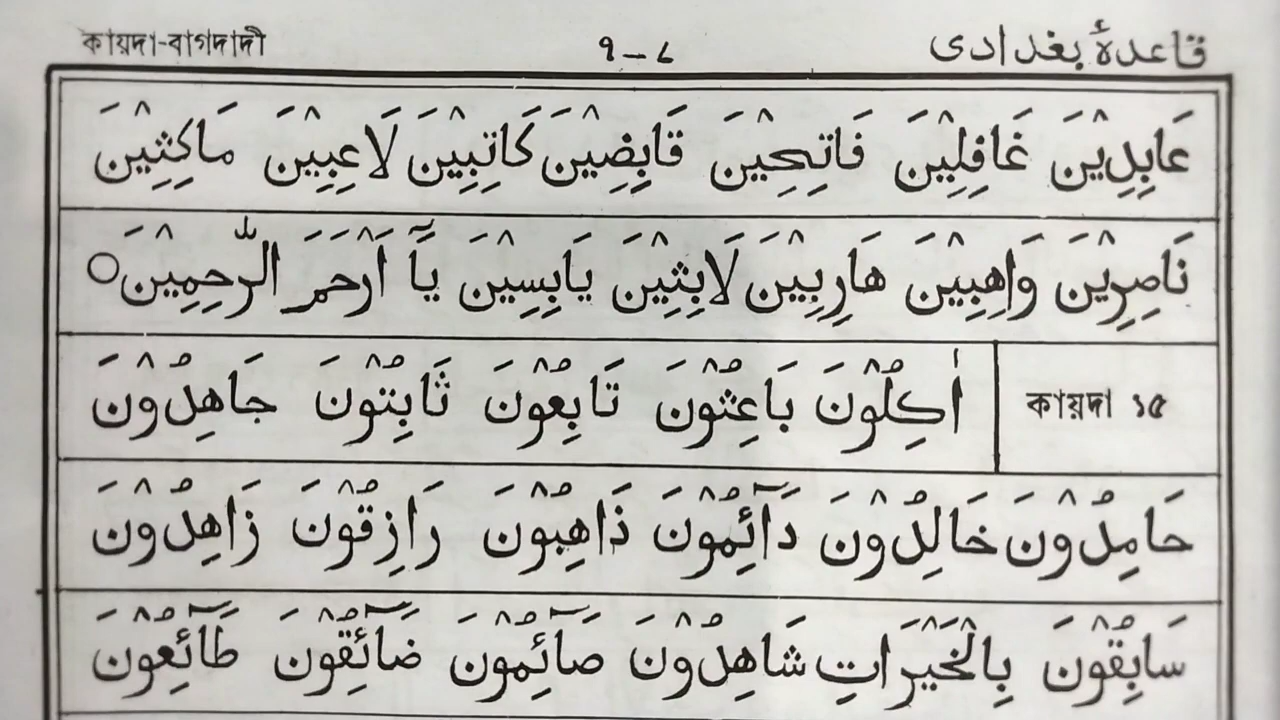 কায়দা-বাগদাদী ৭-৮ قاعدۂ بغدادی
عَابِدِيْنَ غَافِلِيْنَ فَاتِحِيْنَ قَابِضِيْنَ كَاتِبِيْنَ لَاعِبِيْنَ مَاكِثِيْنَ
نَاصِرِيْنَ وَاهِبِيْنَ هَارِبِيْنَ لَابِثِيْنَ يَابِسِيْنَ يَآ اَرْحَمَ الرّٰحِمِيْنَ○
কায়দা ১৫ اٰكِلُوْنَ بَاعِثُوْنَ تَابِعُوْنَ ثَابِتُوْنَ جَاهِدُوْنَ
حَامِدُوْنَ خَالِدُوْنَ دَآئِمُوْنَ ذَاهِبُوْنَ رَازِقُوْنَ زَاهِدُوْنَ
سَابِقُوْنَ بِالْخَيْرَاتِ شَاهِدُوْنَ صَآئِمُوْنَ ضَآئِقُوْنَ طَآئِعُوْنَ